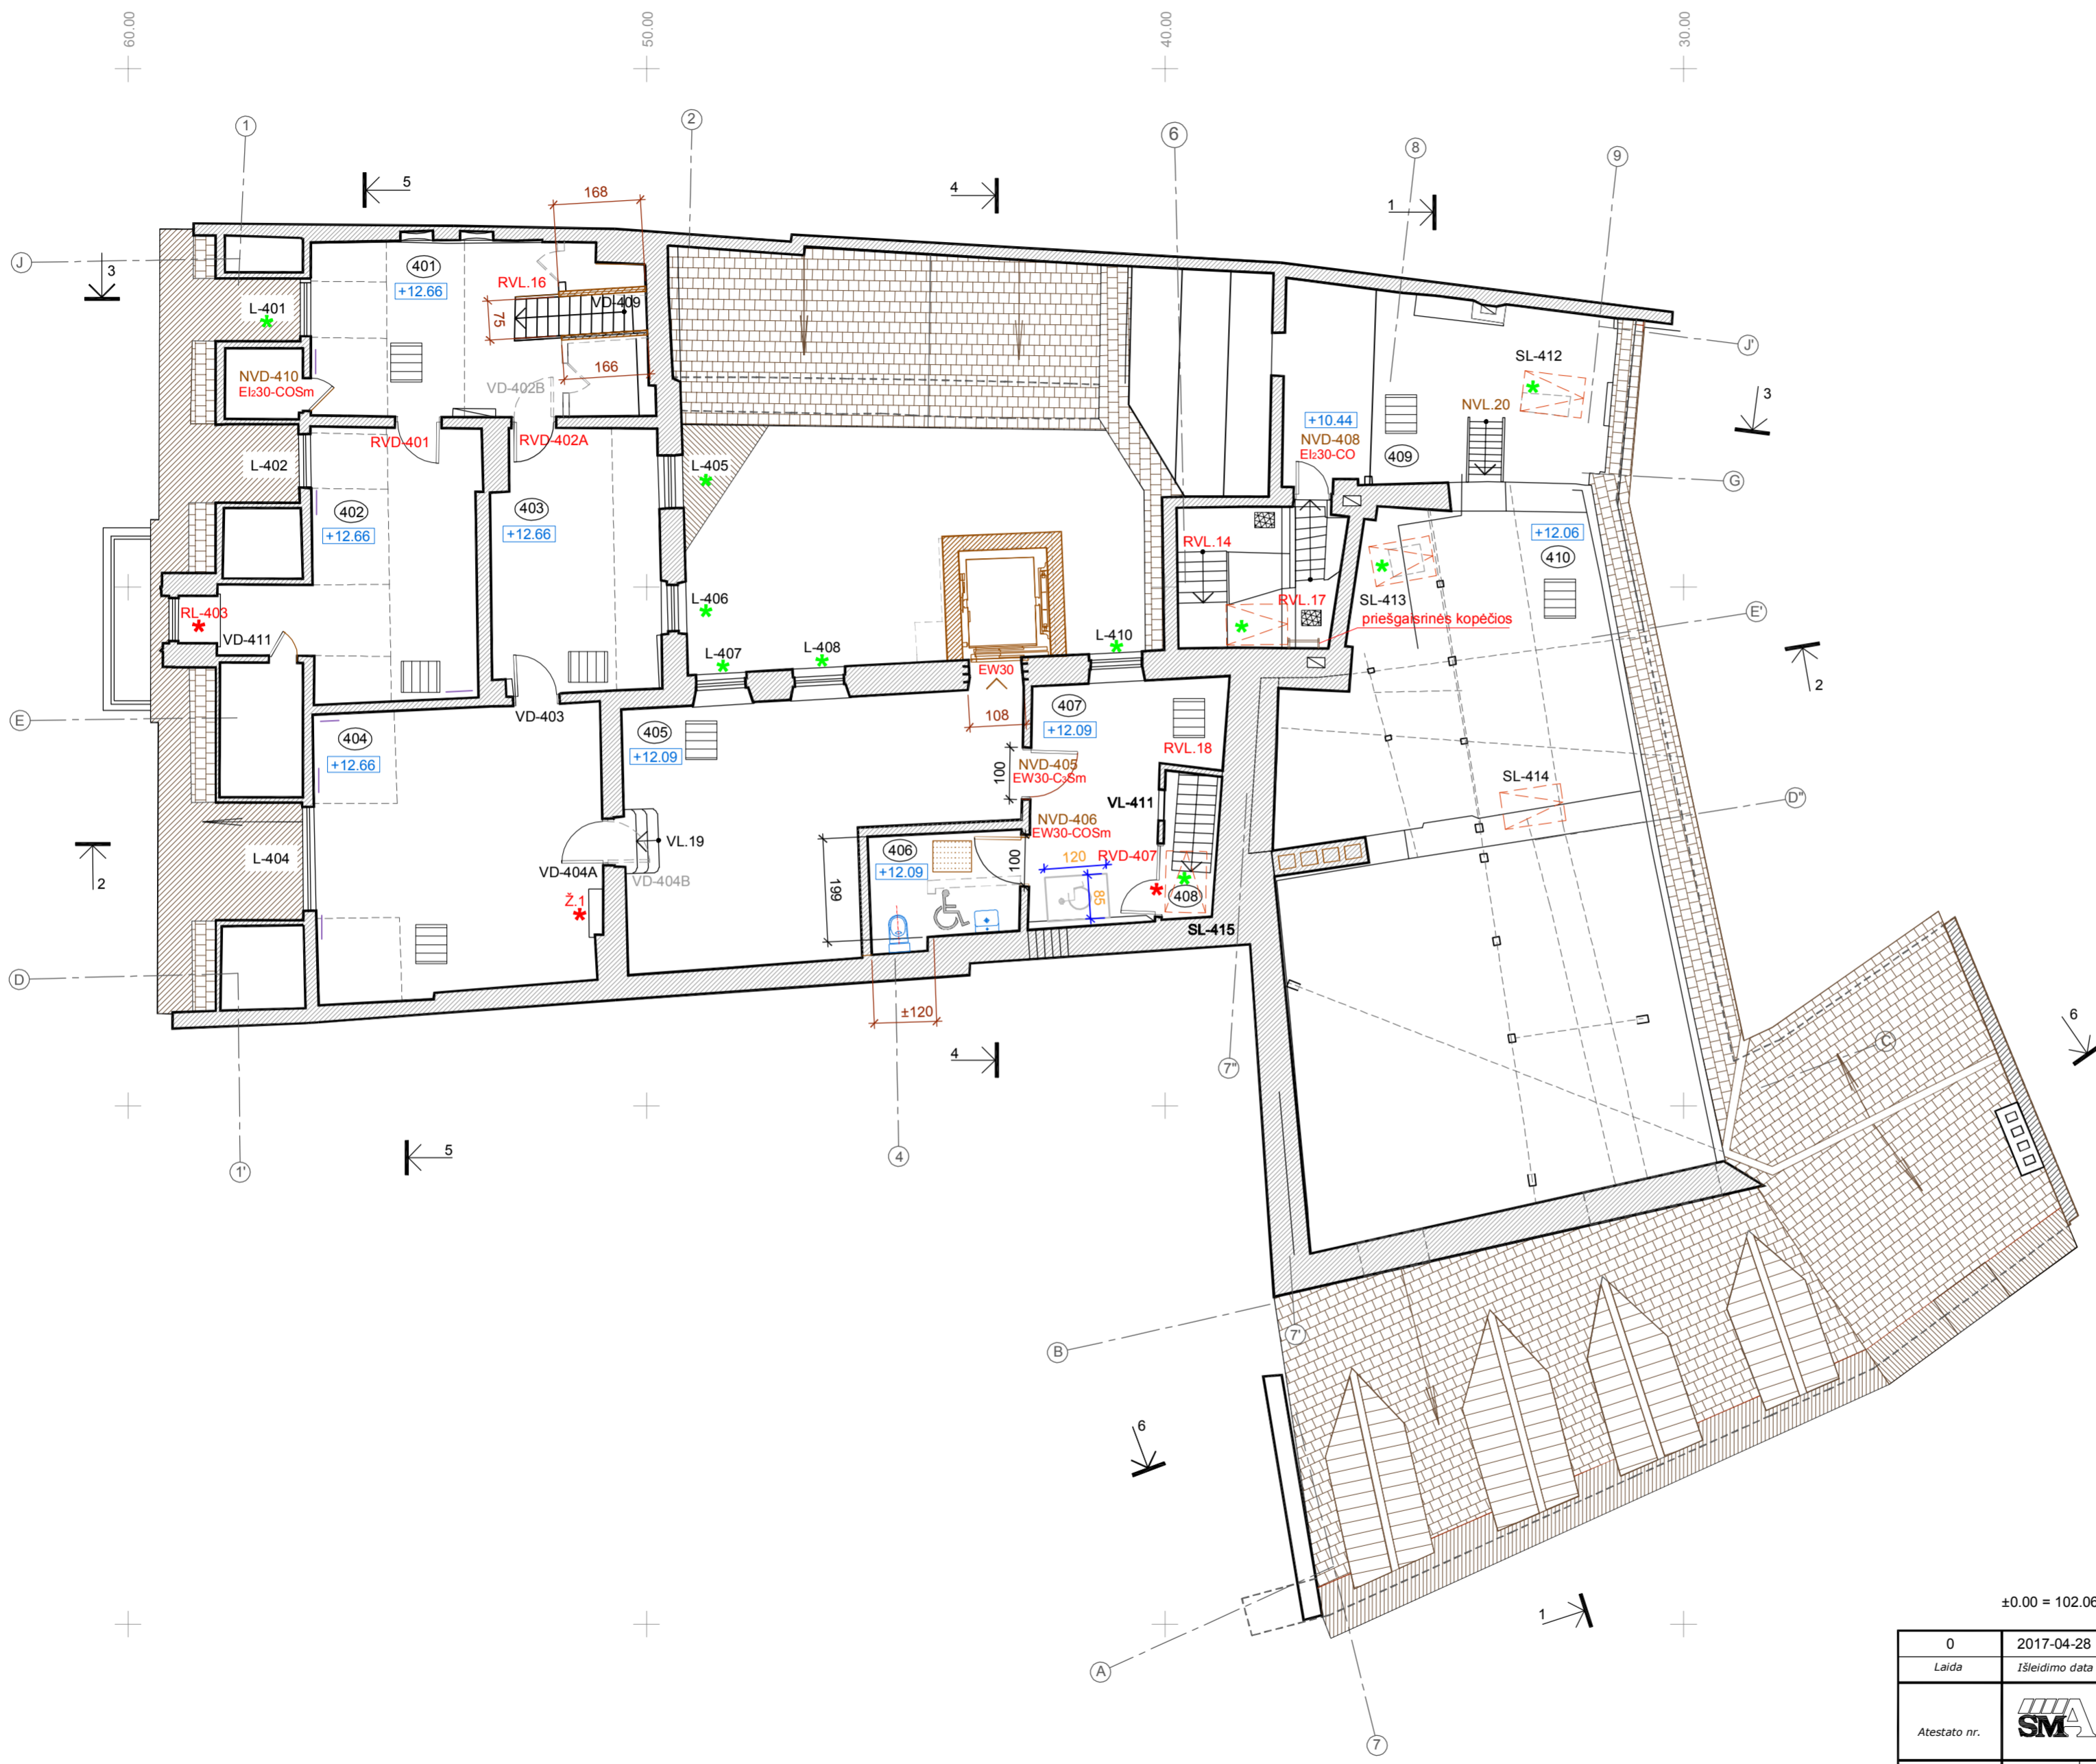 60.00
50.00
40.00
30.00
1
2
6
8
9
5
4
1
168
3
J
401
+12.66
RVL.16
VD-409
L-401
75
166
NVD-410
EI₂30-COSm
VD-402B
RVD-401
RVD-402A
J'
SL-412
3
+10.44
NVD-408
EI₂30-CO
NVL.20
409
G
L-402
L-405
402
+12.66
403
+12.66
+12.06
410
RVL.14
RL-403
L-406
RVL.17
SL-413
priešgaisrinės kopėčios
E'
VD-411
L-407
L-408
L-410
EW30
2
E
VD-403
108
404
+12.66
405
+12.09
407
+12.09
RVL.18
100
NVD-405
EW30-C₃Sm
SL-414
D"
VL-411
NVD-406
EW30-COSm
VL.19
406
+12.09
L-404
2
VD-404A
VD-404B
100
120
RVD-407
85
199
408
Ž.1
SL-415
D
±120
4
7"
C
6
5
1'
4
7'
B
6
1
A
7
±0.00 = 102.06
0
2017-04-28
Laida
Išleidimo data
Atestato nr.
SMA